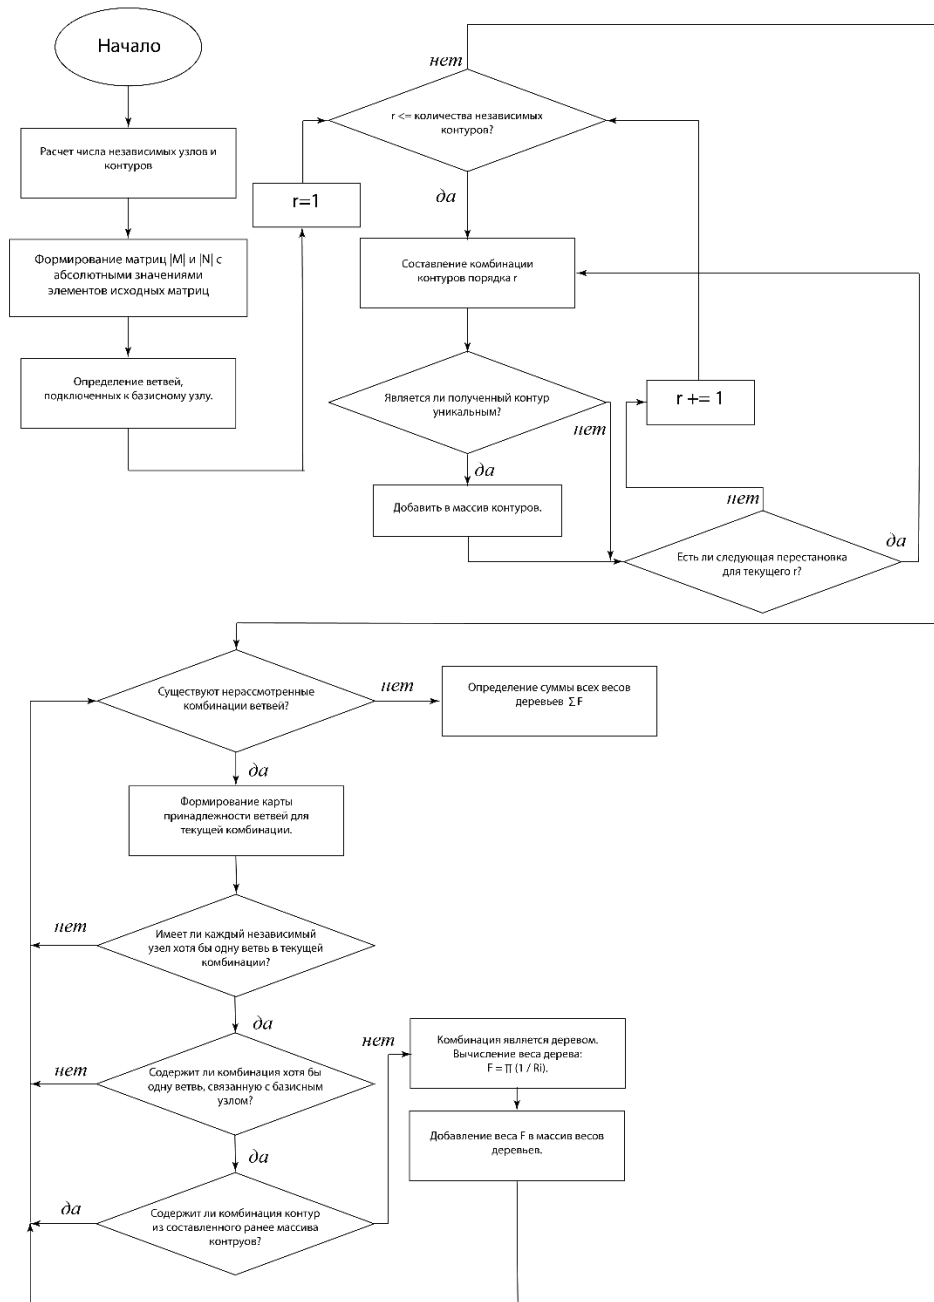 Начало
Расчет числа независимых узлов и
контуров
Формирование матриц |M| и |N| с
абсолютными значениями
элементов исходных матриц
Определение ветвей,
подключенных к базисному узлу.
r=1
нет
r <= количества независимых
контуров?
да
Составление комбинации
контуров порядка r
Является ли полученный контур
уникальным?
нет
да
Добавить в массив контуров.
r += 1
нет
да
Есть ли следующая перестановка
для текущего r?
Существуют нерассмотренные
комбинации ветвей?
нет
Определение суммы всех весов
деревьев ∑ F
да
Формирование карты
принадлежности ветвей для
текущей комбинации.
нет
Имеет ли каждый независимый
узел хотя бы одну ветвь в текущей
комбинации?
да
нет
Содержит ли комбинация хотя бы
одну ветвь, связанную с базисным
узлом?
нет
Комбинация является деревом.
Вычисление веса дерева:
F = ∏ (1 / Ri).
да
Добавление веса F в массив весов
деревьев.
да
Содержит ли комбинация контур
из составленного ранее массива
контруов?